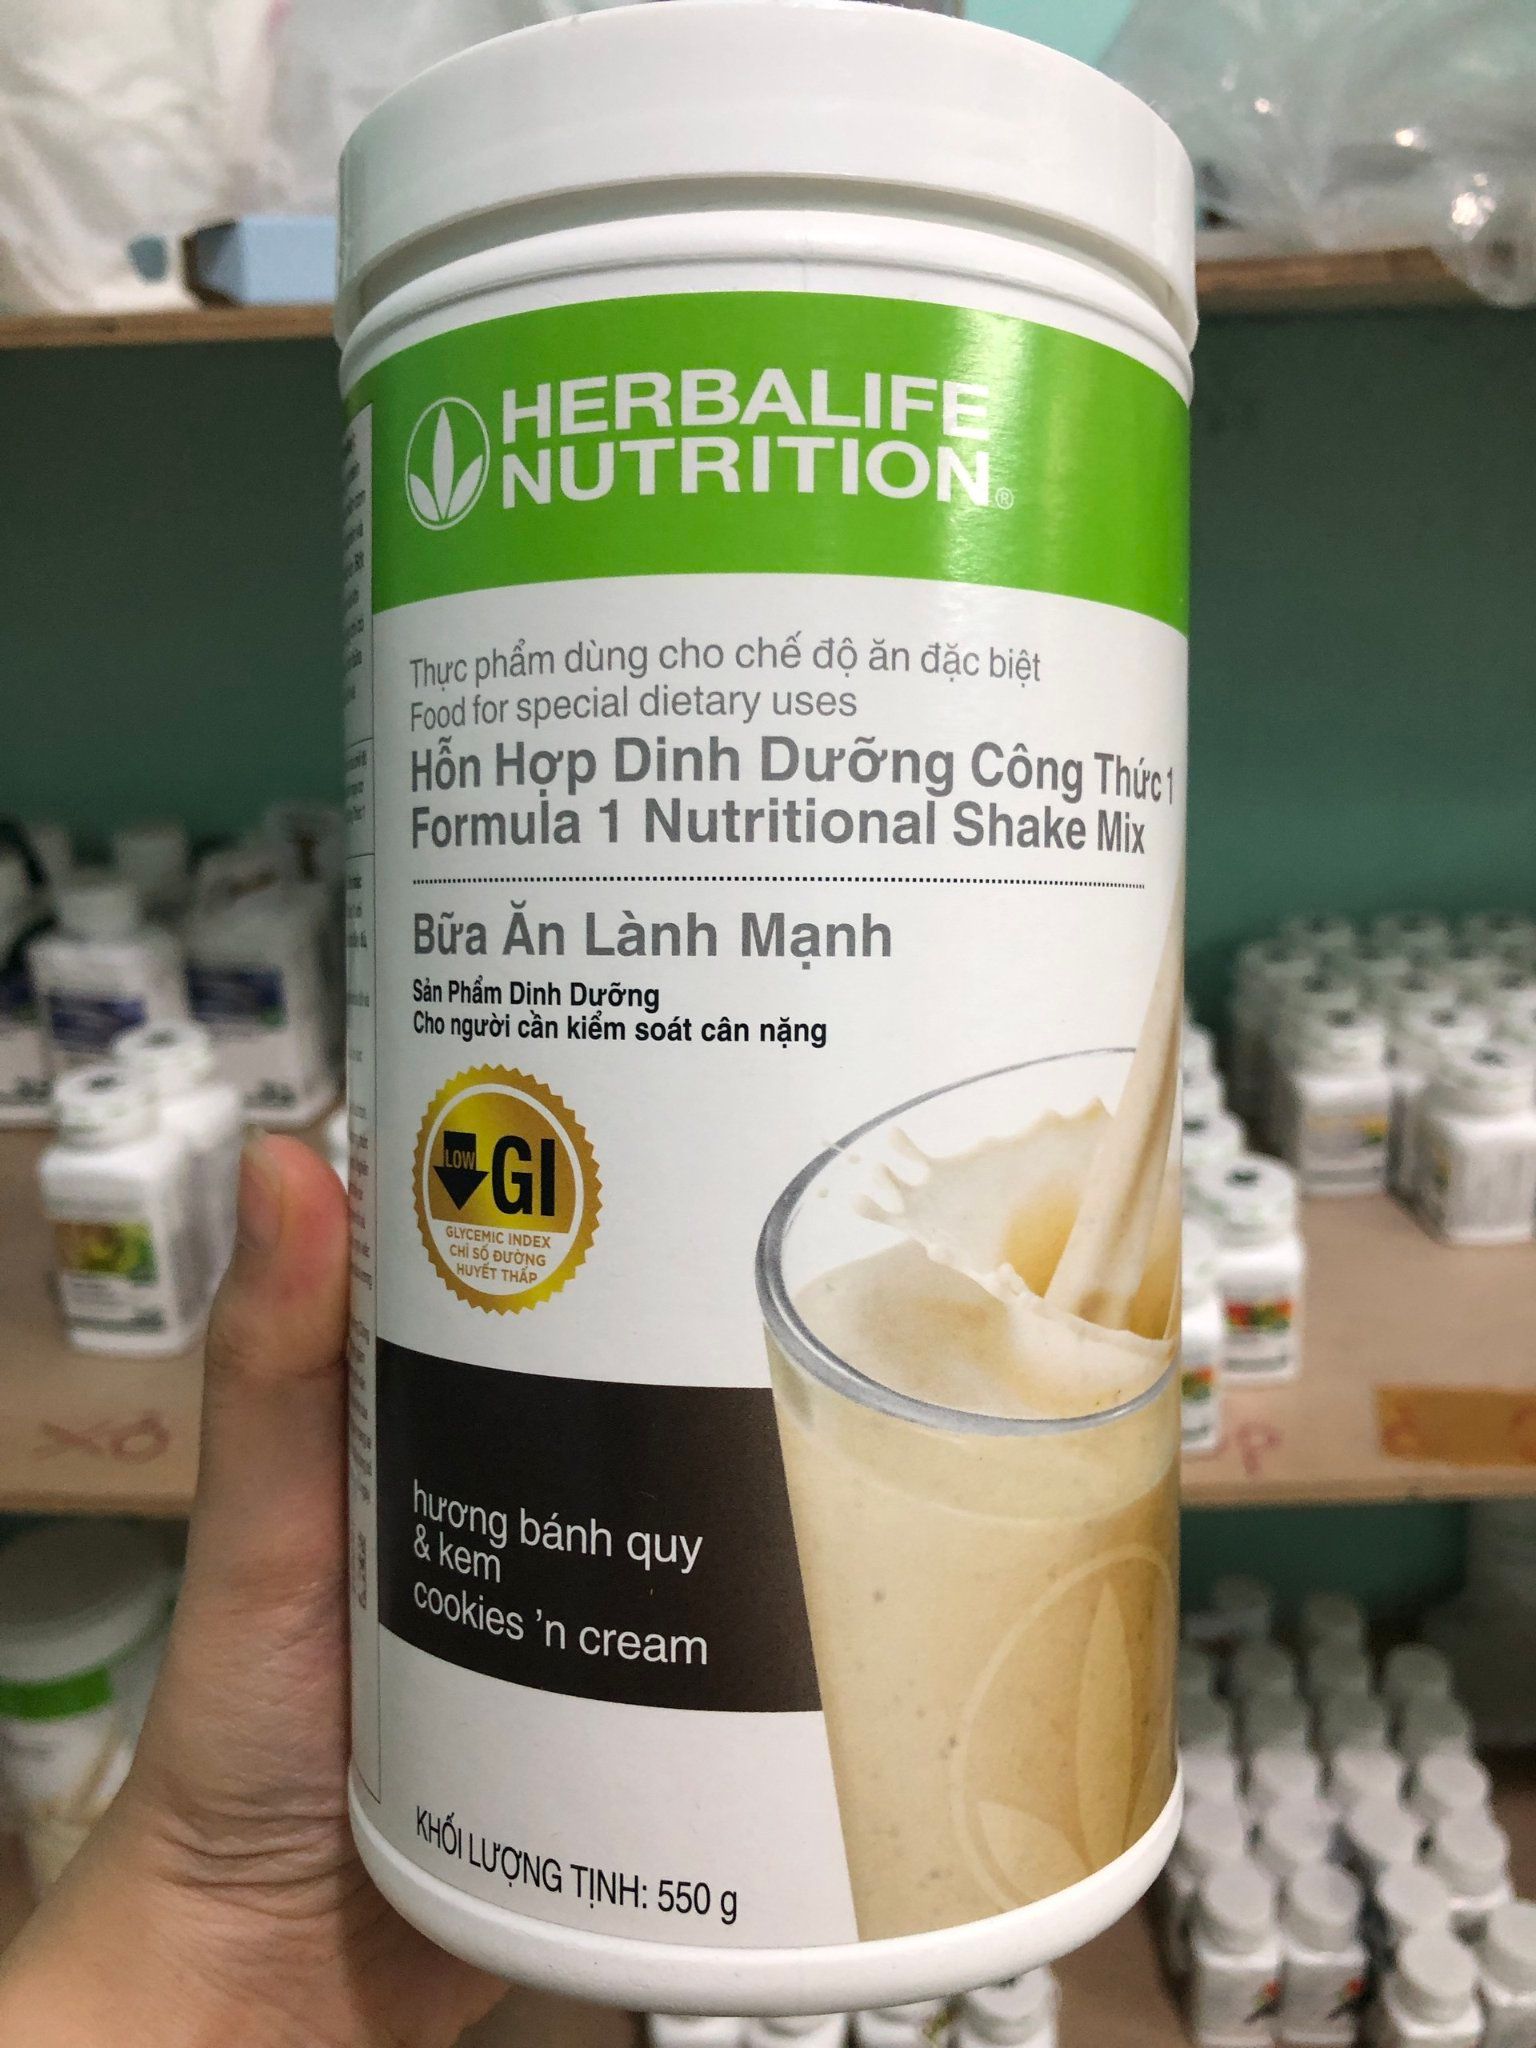 HERBALIFE
NUTRITION®
Thực phẩm dùng cho chế độ ăn đặc biệt
Food for special dietary uses
Hỗn Hợp Dinh Dưỡng Công Thức 1
Formula 1 Nutritional Shake Mix
Bữa Ăn Lành Mạnh
Sản Phẩm Dinh Dưỡng
Cho người cần kiểm soát cân nặng
LOW
GI
GLYCEMIC INDEX
CHỈ SỐ ĐƯỜNG
HUYẾT THẤP
hương bánh quy
& kem
cookies 'n cream
KHỐI LƯỢNG TỊNH: 550 g